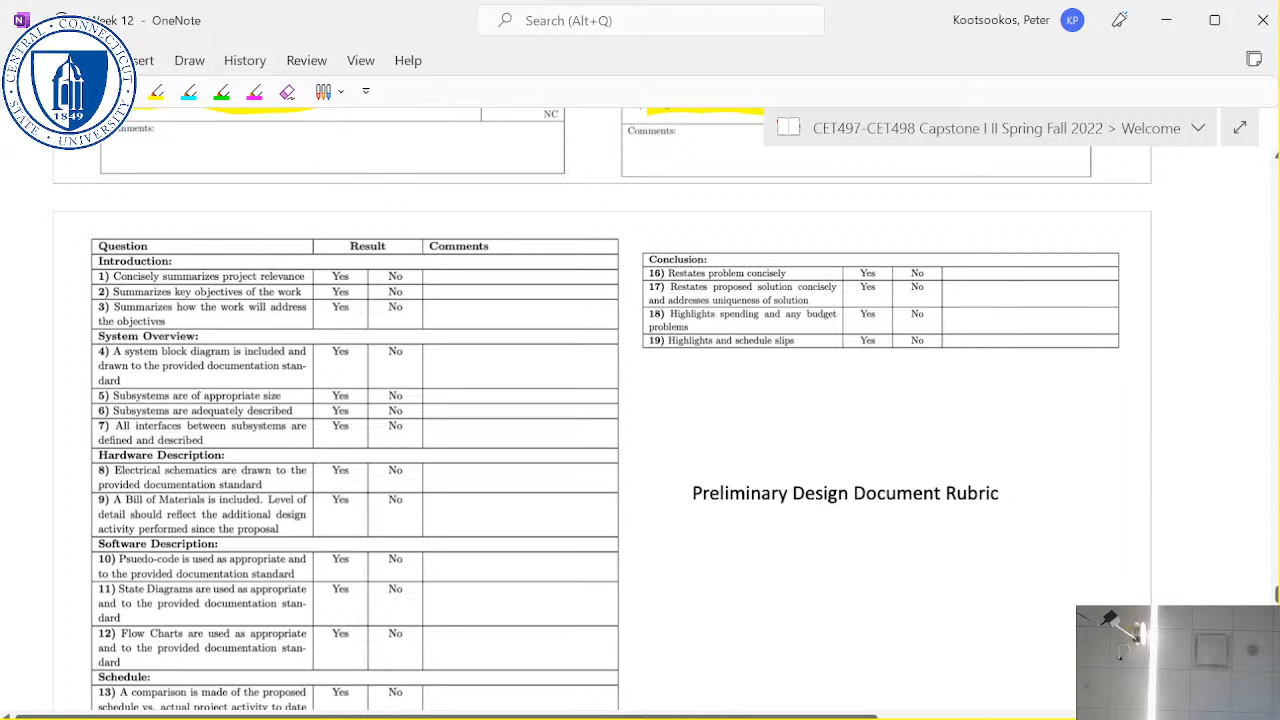 Week 12 - OneNote
Search (Alt+Q)
Kootsookos, Peter
KP
CENTRAL CONNECTICUT
STATE UNIVERSITY
1849
Draw History Review View Help
NC
Comments:
CET497-CET498 Capstone I II Spring Fall 2022 > Welcome
Question Result Comments
Introduction:
1) Concisely summarizes project relevance Yes No
2) Summarizes key objectives of the work Yes No
3) Summarizes how the work will address Yes No
the objectives
System Overview:
4) A system block diagram is included and Yes No
drawn to the provided documentation stan-
dard
5) Subsystems are of appropriate size Yes No
6) Subsystems are adequately described Yes No
7) All interfaces between subsystems are Yes No
defined and described
Hardware Description:
8) Electrical schematics are drawn to the Yes No
provided documentation standard
9) A Bill of Materials is included. Level of Yes No
detail should reflect the additional design
activity performed since the proposal
Software Description:
10) Psuedo-code is used as appropriate and Yes No
to the provided documentation standard
11) State Diagrams are used as appropriate Yes No
and to the provided documentation stan-
dard
12) Flow Charts are used as appropriate Yes No
and to the provided documentation stan-
dard
Schedule:
13) A comparison is made of the proposed Yes No
schedule vs. actual project activity to date
Conclusion:
16) Restates problem concisely Yes No
17) Restates proposed solution concisely Yes No
and addresses uniqueness of solution
18) Highlights spending and any budget Yes No
problems
19) Highlights and schedule slips Yes No
Preliminary Design Document Rubric